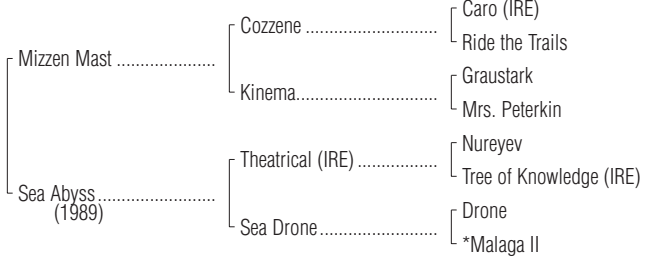 Caro (IRE)
Cozzene
Ride the Trails
Mizzen Mast
Graustark
Kinema
Mrs. Peterkin
Nureyev
Theatrical (IRE)
Tree of Knowledge (IRE)
Sea Abyss
(1989)
Drone
Sea Drone
*Malaga II